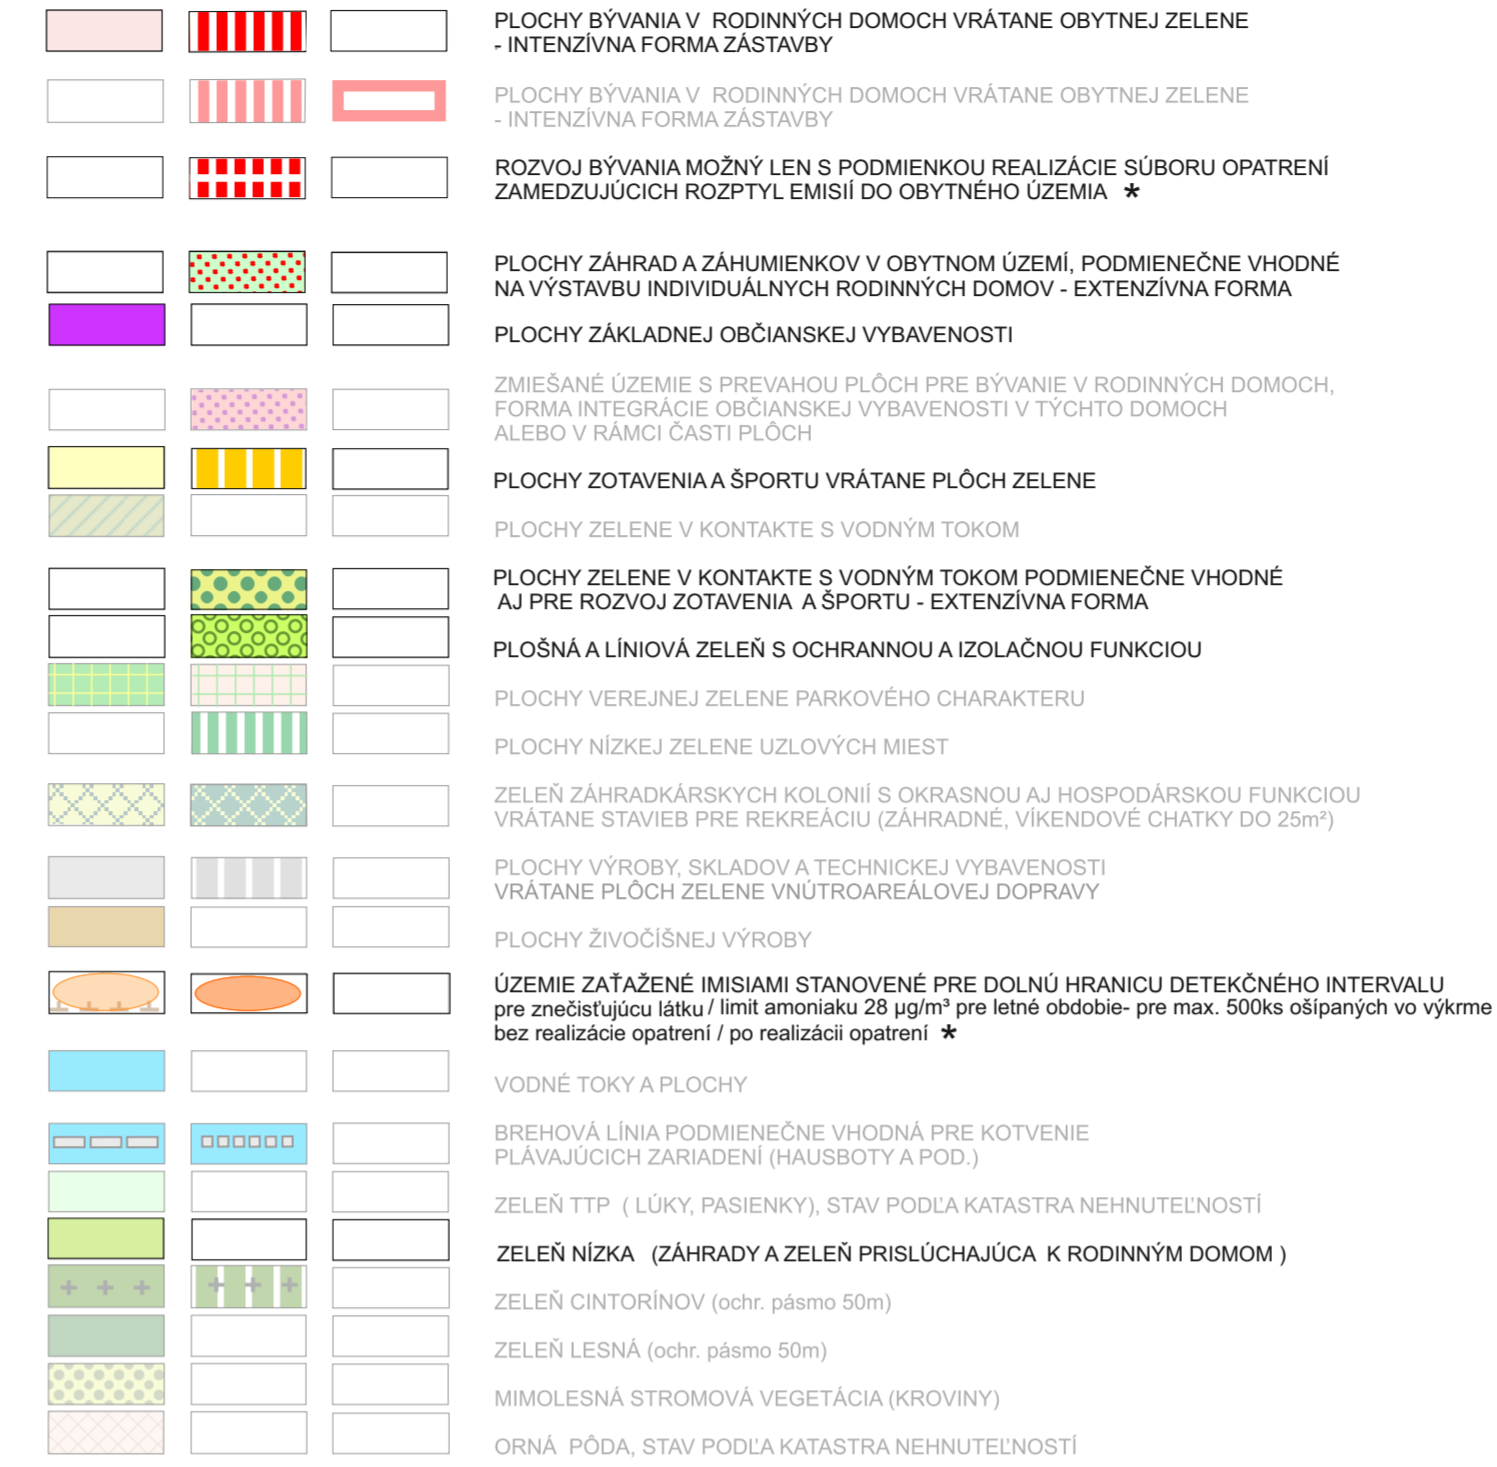 PLOCHY BÝVANIA V RODINNÝCH DOMOCH VRÁTANE OBYTNEJ ZELENE
- INTENZÍVNA FORMA ZÁSTAVBY
PLOCHY BÝVANIA V RODINNÝCH DOMOCH VRÁTANE OBYTNEJ ZELENE
- INTENZÍVNA FORMA ZÁSTAVBY
ROZVOJ BÝVANIA MOŽNÝ LEN S PODMIENKOU REALIZÁCIE SÚBORU OPATRENÍ
ZAMEDZUJÚCICH ROZPTYL EMISIÍ DO OBYTNÉHO ÚZEMIA *
PLOCHY ZÁHRAD A ZÁHUMIENKOV V OBYTNOM ÚZEMÍ, PODMIENEČNE VHODNÉ
NA VÝSTAVBU INDIVIDUÁLNYCH RODINNÝCH DOMOV - EXTENZÍVNA FORMA
PLOCHY ZÁKLADNEJ OBČIANSKEJ VYBAVENOSTI
ZMIEŠANÉ ÚZEMIE S PREVAHOU PLÔCH PRE BÝVANIE V RODINNÝCH DOMOCH,
FORMA INTEGRÁCIE OBČIANSKEJ VYBAVENOSTI V TÝCHTO DOMOCH
ALEBO V RÁMCI ČASTI PLÔCH
PLOCHY ZOTAVENIA A ŠPORTU VRÁTANE PLÔCH ZELENE
PLOCHY ZELENE V KONTAKTE S VODNÝM TOKOM
PLOCHY ZELENE V KONTAKTE S VODNÝM TOKOM PODMIENEČNE VHODNÉ
AJ PRE ROZVOJ ZOTAVENIA A ŠPORTU - EXTENZÍVNA FORMA
PLOŠNÁ A LÍNIOVÁ ZELEŇ S OCHRANNOU A IZOLAČNOU FUNKCIOU
PLOCHY VEREJNEJ ZELENE PARKOVÉHO CHARAKTERU
PLOCHY NÍZKEJ ZELENE UZLOVÝCH MIEST
ZELEŇ ZÁHRADKÁRSKYCH KOLONIÍ S OKRASNOU AJ HOSPODÁRSKOU FUNKCIOU
VRÁTANE STAVIEB PRE REKREÁCIU (ZÁHRADNÉ, VÍKENDOVÉ CHATKY DO 25m²)
PLOCHY VÝROBY, SKLADOV A TECHNICKEJ VYBAVENOSTI
VRÁTANE PLÔCH ZELENE VNÚTROAREÁLOVEJ DOPRAVY
PLOCHY ŽIVOČÍŠNEJ VÝROBY
ÚZEMIE ZAŤAŽENÉ IMISIAMI STANOVENÉ PRE DOLNÚ HRANICU DETEKČNÉHO INTERVALU
pre znečisťujúcu látku / limit amoniaku 28 µg/m³ pre letné obdobie- pre max. 500ks ošípaných vo výkrme
bez realizácie opatrení / po realizácii opatrení *
VODNÉ TOKY A PLOCHY
BREHOVÁ LÍNIA PODMIENEČNE VHODNÁ PRE KOTVENIE
PLÁVAJÚCICH ZARIADENÍ (HAUSBOTY A POD.)
ZELEŇ TTP ( LÚKY, PASIENKY), STAV PODĽA KATASTRA NEHNUTEĽNOSTÍ
ZELEŇ NÍZKA (ZÁHRADY A ZELEŇ PRISLÚCHAJÚCA K RODINNÝM DOMOM )
ZELEŇ CINTORÍNOV (ochr. pásmo 50m)
ZELEŇ LESNÁ (ochr. pásmo 50m)
MIMOLESNÁ STROMOVÁ VEGETÁCIA (KROVINY)
ORNÁ PÔDA, STAV PODĽA KATASTRA NEHNUTEĽNOSTÍ